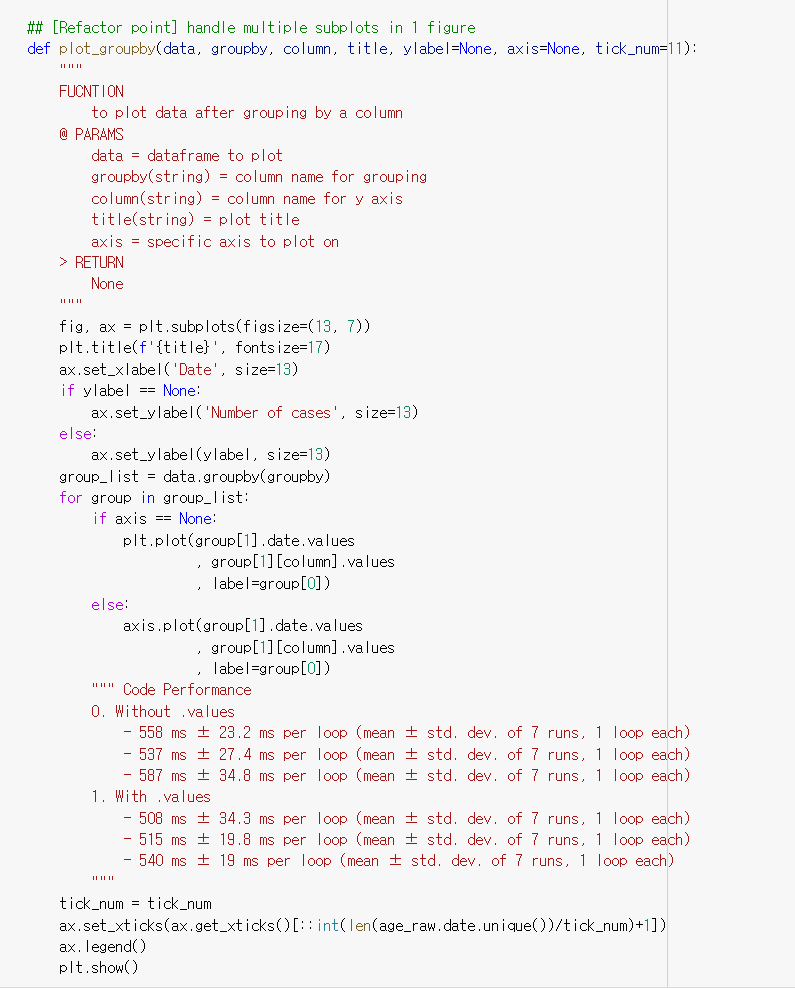 ## [Refactor point] handle multiple subplots in 1 figure
def plot_groupby(data, groupby, column, title, ylabel=None, axis=None, tick_num=11):
    """
    FUCNTION
        to plot data after grouping by a column
    @ PARAMS
        data = dataframe to plot
        groupby(string) = column name for grouping
        column(string) = column name for y axis
        title(string) = plot title
        axis = specific axis to plot on
    > RETURN
        None
    """
    fig, ax = plt.subplots(figsize=(13, 7))
    plt.title(f'{title}', fontsize=17)
    ax.set_xlabel('Date', size=13)
    if ylabel == None:
        ax.set_ylabel('Number of cases', size=13)
    else:
        ax.set_ylabel(ylabel, size=13)
    group_list = data.groupby(groupby)
    for group in group_list:
        if axis == None:
            plt.plot(group[1].date.values
                     , group[1][column].values
                     , label=group[0])
        else:
            axis.plot(group[1].date.values
                     , group[1][column].values
                     , label=group[0])
        """ Code Performance
        0. Without .values
            - 558 ms ± 23.2 ms per loop (mean ± std. dev. of 7 runs, 1 loop each)
            - 537 ms ± 27.4 ms per loop (mean ± std. dev. of 7 runs, 1 loop each)
            - 587 ms ± 34.8 ms per loop (mean ± std. dev. of 7 runs, 1 loop each)
        1. With .values
            - 508 ms ± 34.3 ms per loop (mean ± std. dev. of 7 runs, 1 loop each)
            - 515 ms ± 19.8 ms per loop (mean ± std. dev. of 7 runs, 1 loop each)
            - 540 ms ± 19 ms per loop (mean ± std. dev. of 7 runs, 1 loop each)
        """
    tick_num = tick_num
    ax.set_xticks(ax.get_xticks()[::int(len(age_raw.date.unique())/tick_num)+1])
    ax.legend()
    plt.show()